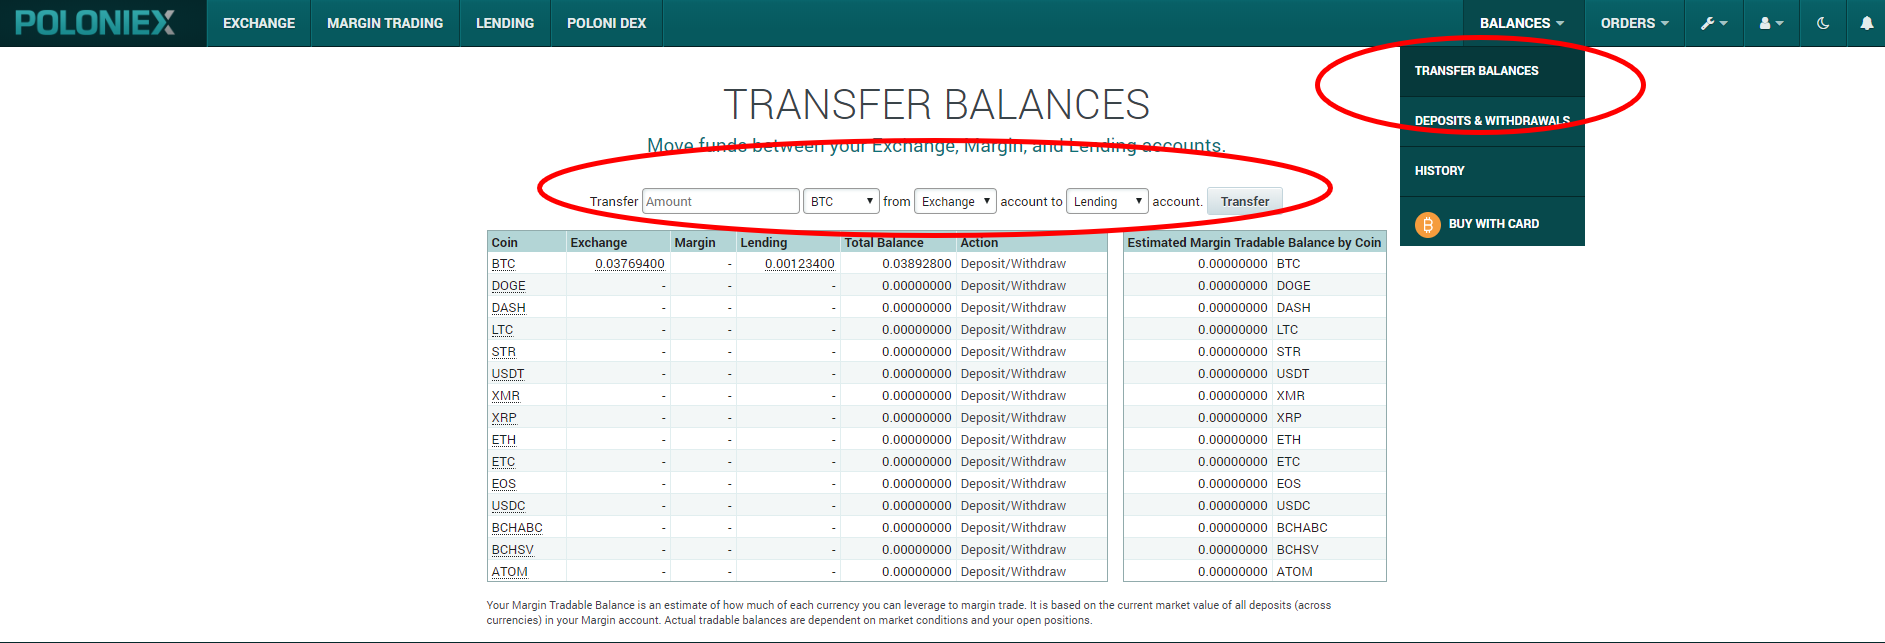 POLONIEX EXCHANGE MARGIN TRADING LENDING POLONI DEX BALANCES ORDERS
TRANSFER BALANCES
DEPOSITS & WITHDRAWALS
HISTORY
BUY WITH CARD
TRANSFER BALANCES
Move funds between your Exchange, Margin, and Lending accounts.
Transfer Amount BTC from Exchange account to Lending account. Transfer
Coin Exchange Margin Lending Total Balance Action Estimated Margin Tradable Balance by Coin
BTC 0.03769400 - 0.00123400 0.03892800 Deposit/Withdraw 0.00000000 BTC
DOGE - - - 0.00000000 Deposit/Withdraw 0.00000000 DOGE
DASH - - - 0.00000000 Deposit/Withdraw 0.00000000 DASH
LTC - - - 0.00000000 Deposit/Withdraw 0.00000000 LTC
STR - - - 0.00000000 Deposit/Withdraw 0.00000000 STR
USDT - - - 0.00000000 Deposit/Withdraw 0.00000000 USDT
XMR - - - 0.00000000 Deposit/Withdraw 0.00000000 XMR
XRP - - - 0.00000000 Deposit/Withdraw 0.00000000 XRP
ETH - - - 0.00000000 Deposit/Withdraw 0.00000000 ETH
ETC - - - 0.00000000 Deposit/Withdraw 0.00000000 ETC
EOS - - - 0.00000000 Deposit/Withdraw 0.00000000 EOS
USDC - - - 0.00000000 Deposit/Withdraw 0.00000000 USDC
BCHABC - - - 0.00000000 Deposit/Withdraw 0.00000000 BCHABC
BCHSV - - - 0.00000000 Deposit/Withdraw 0.00000000 BCHSV
ATOM - - - 0.00000000 Deposit/Withdraw 0.00000000 ATOM
Your Margin Tradable Balance is an estimate of how much of each currency you can leverage to margin trade. It is based on the current market value of all deposits (across
currencies) in your Margin account. Actual tradable balances are dependent on market conditions and your open positions.